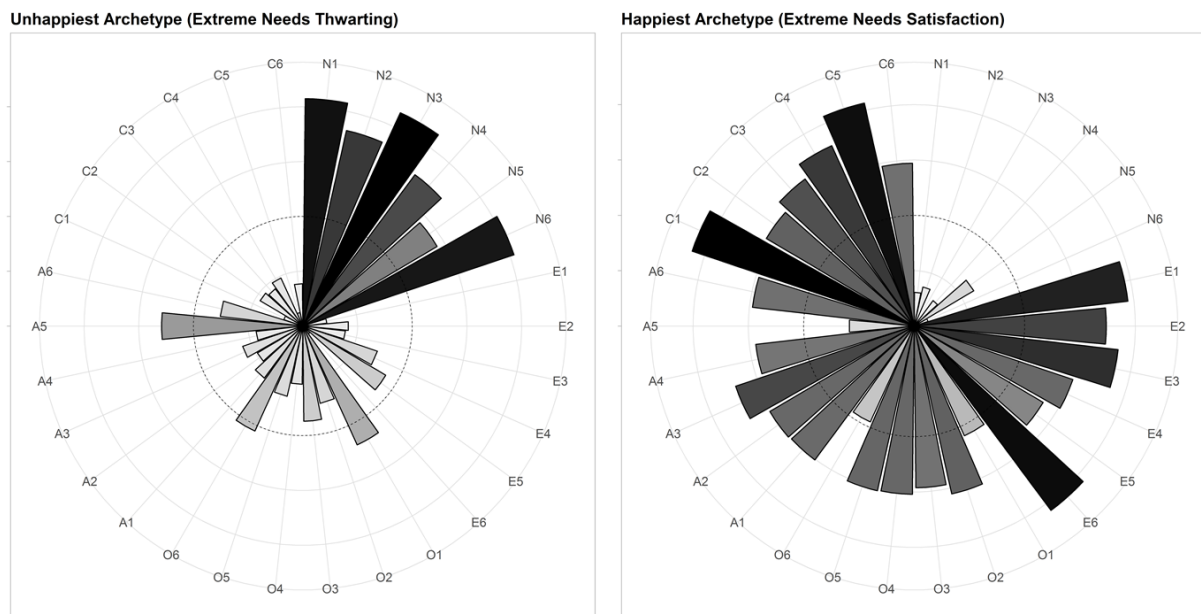 Unhappiest Archetype (Extreme Needs Thwarting)
N1
N2
N3
N4
N5
N6
E1
E2
E3
E4
E5
E6
O1
O2
O3
O4
O5
O6
A1
A2
A3
A4
A5
A6
C1
C2
C3
C4
C5
C6
Happiest Archetype (Extreme Needs Satisfaction)
N1
N2
N3
N4
N5
N6
E1
E2
E3
E4
E5
E6
O1
O2
O3
O4
O5
O6
A1
A2
A3
A4
A5
A6
C1
C2
C3
C4
C5
C6